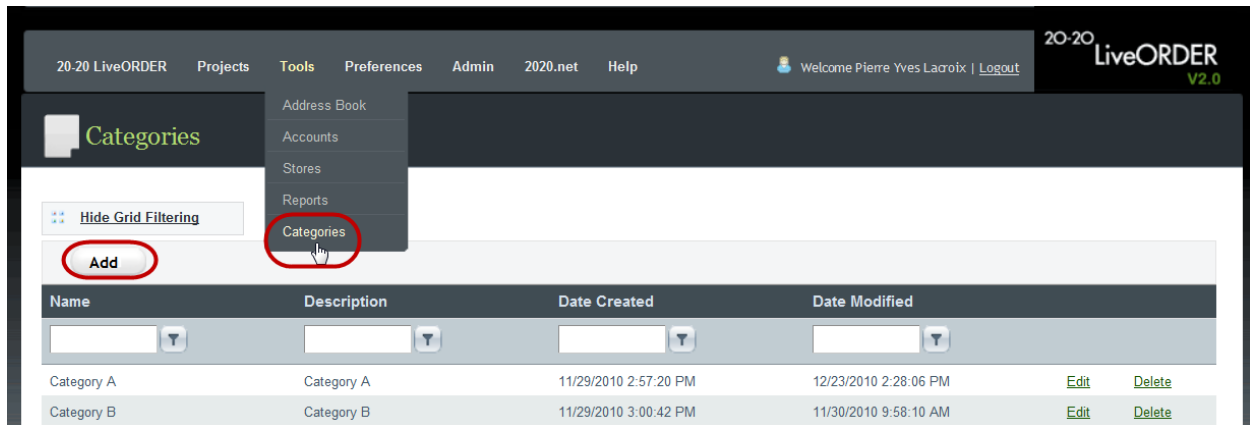 20-20 LiveORDER Projects Tools Preferences Admin 2020.net Help Welcome Pierre Yves Lacroix | Logout
20-20 LiveORDER
V2.0
Categories
Address Book
Accounts
Stores
Reports
Categories
Hide Grid Filtering
Add
Name Description Date Created Date Modified
Category A Category A 11/29/2010 2:57:20 PM 12/23/2010 2:28:06 PM Edit Delete
Category B Category B 11/29/2010 3:00:42 PM 11/30/2010 9:58:10 AM Edit Delete